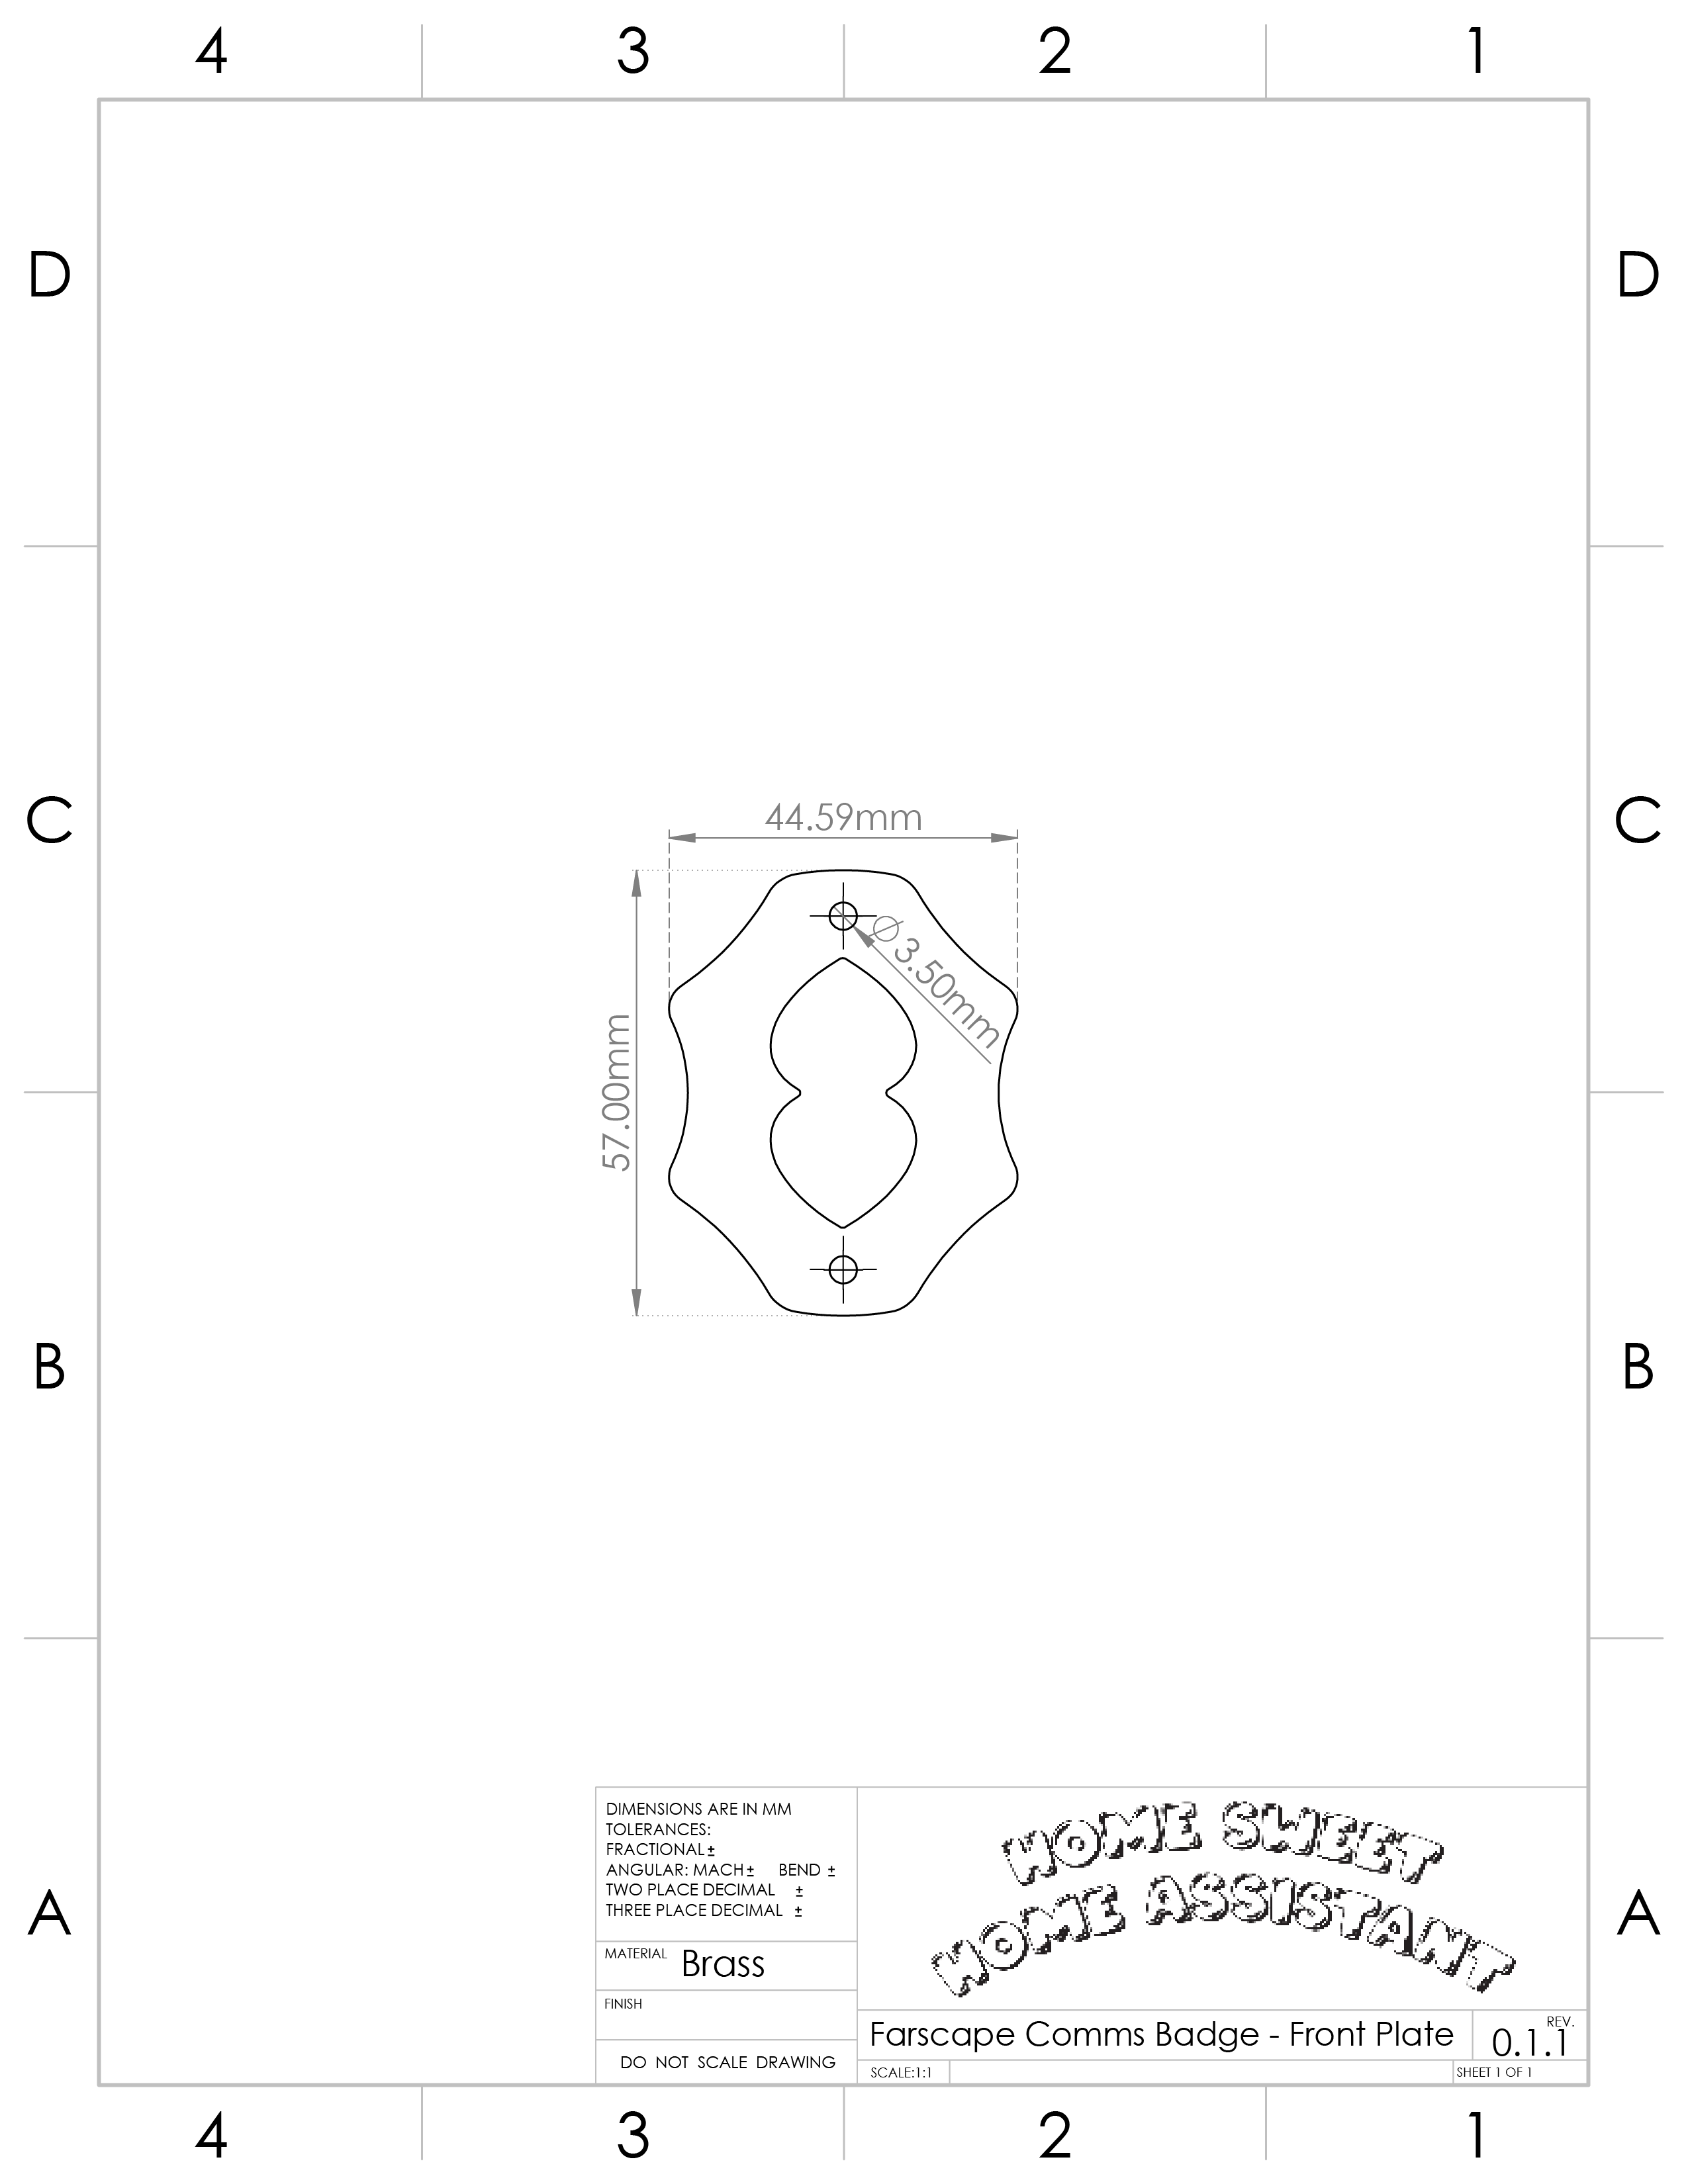 4 3 2 1
D D
C C
44.59mm
⌀ 3.50mm
57.00mm
B B
DIMENSIONS ARE IN MM
TOLERANCES:
FRACTIONAL±
ANGULAR: MACH± BEND ±
TWO PLACE DECIMAL ±
THREE PLACE DECIMAL ±
HOME SWEET
HOME ASSISTANT
A A
MATERIAL Brass
FINISH
DO NOT SCALE DRAWING
Farscape Comms Badge - Front Plate
REV.
0.1.1
SCALE:1:1
SHEET 1 OF 1
4 3 2 1